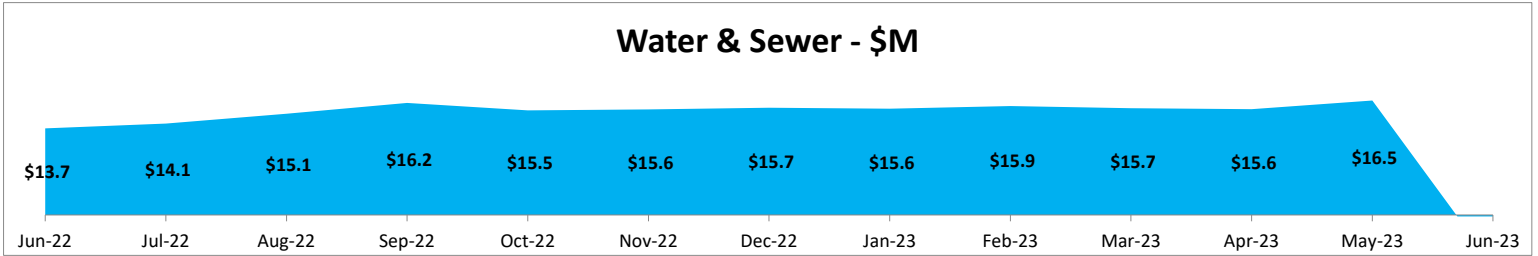 Water & Sewer - $M
$13.7 $14.1 $15.1 $16.2 $15.5 $15.6 $15.7 $15.6 $15.9 $15.7 $15.6 $16.5
Jun-22 Jul-22 Aug-22 Sep-22 Oct-22 Nov-22 Dec-22 Jan-23 Feb-23 Mar-23 Apr-23 May-23 Jun-23